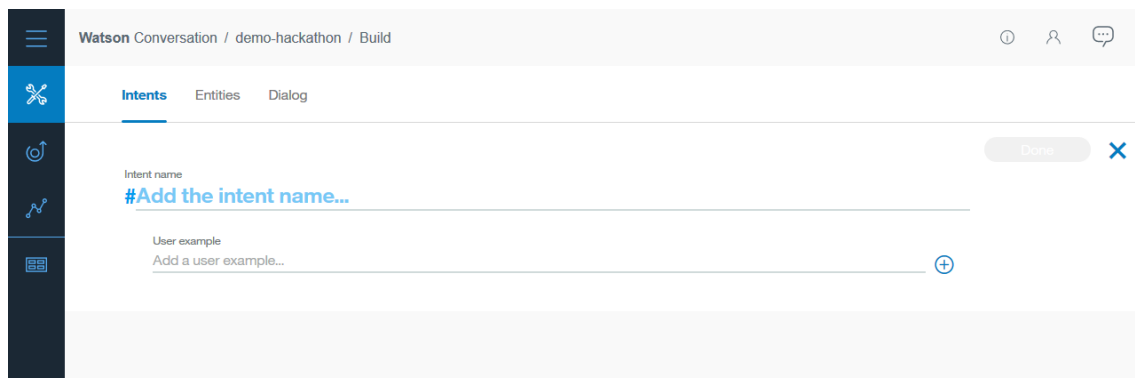 Watson Conversation / demo-hackathon / Build
Intents Entities Dialog
Done
Intent name
#Add the intent name...
User example
Add a user example...